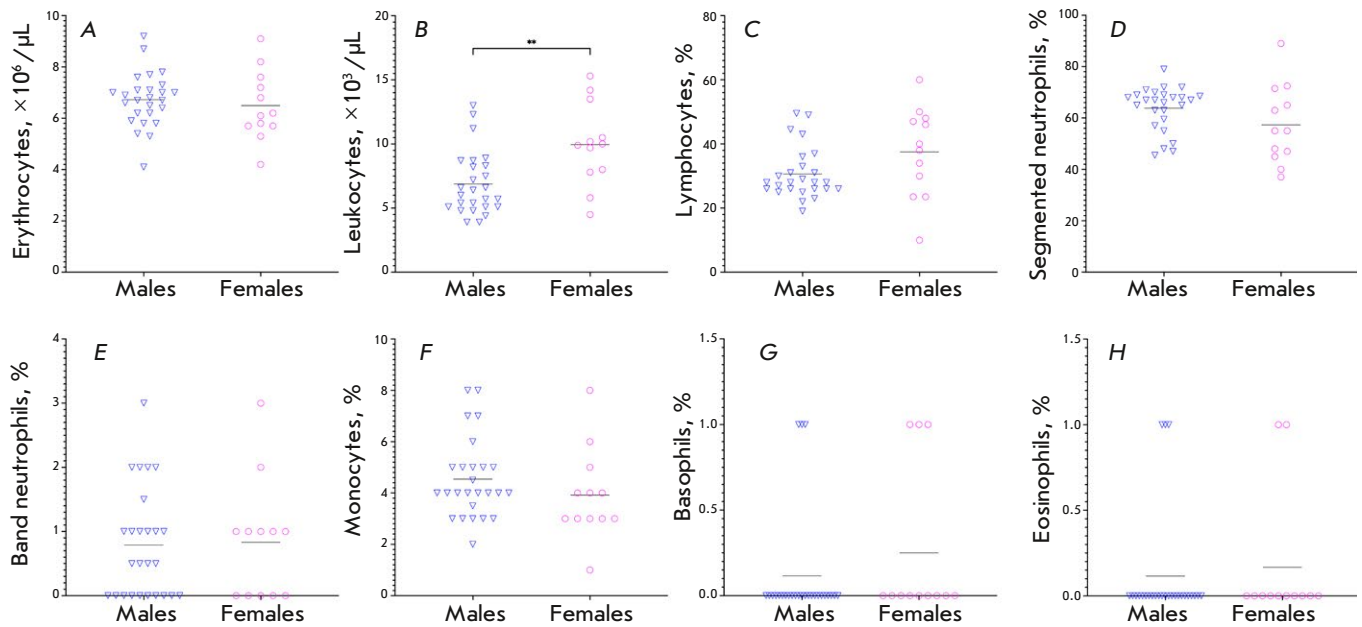 A
Erythrocytes, ×10⁶/µL
10
8
6
4
2
0
Males Females
B
**
Leukocytes, ×10³/µL
20
15
10
5
0
Males Females
C
Lymphocytes, %
80
60
40
20
0
Males Females
D
Segmented neutrophils, %
100
80
60
40
20
0
Males Females
E
Band neutrophils, %
4
3
2
1
0
Males Females
F
Monocytes, %
10
8
6
4
2
0
Males Females
G
Basophils, %
1.5
1.0
0.5
0.0
Males Females
H
Eosinophils, %
1.5
1.0
0.5
0.0
Males Females